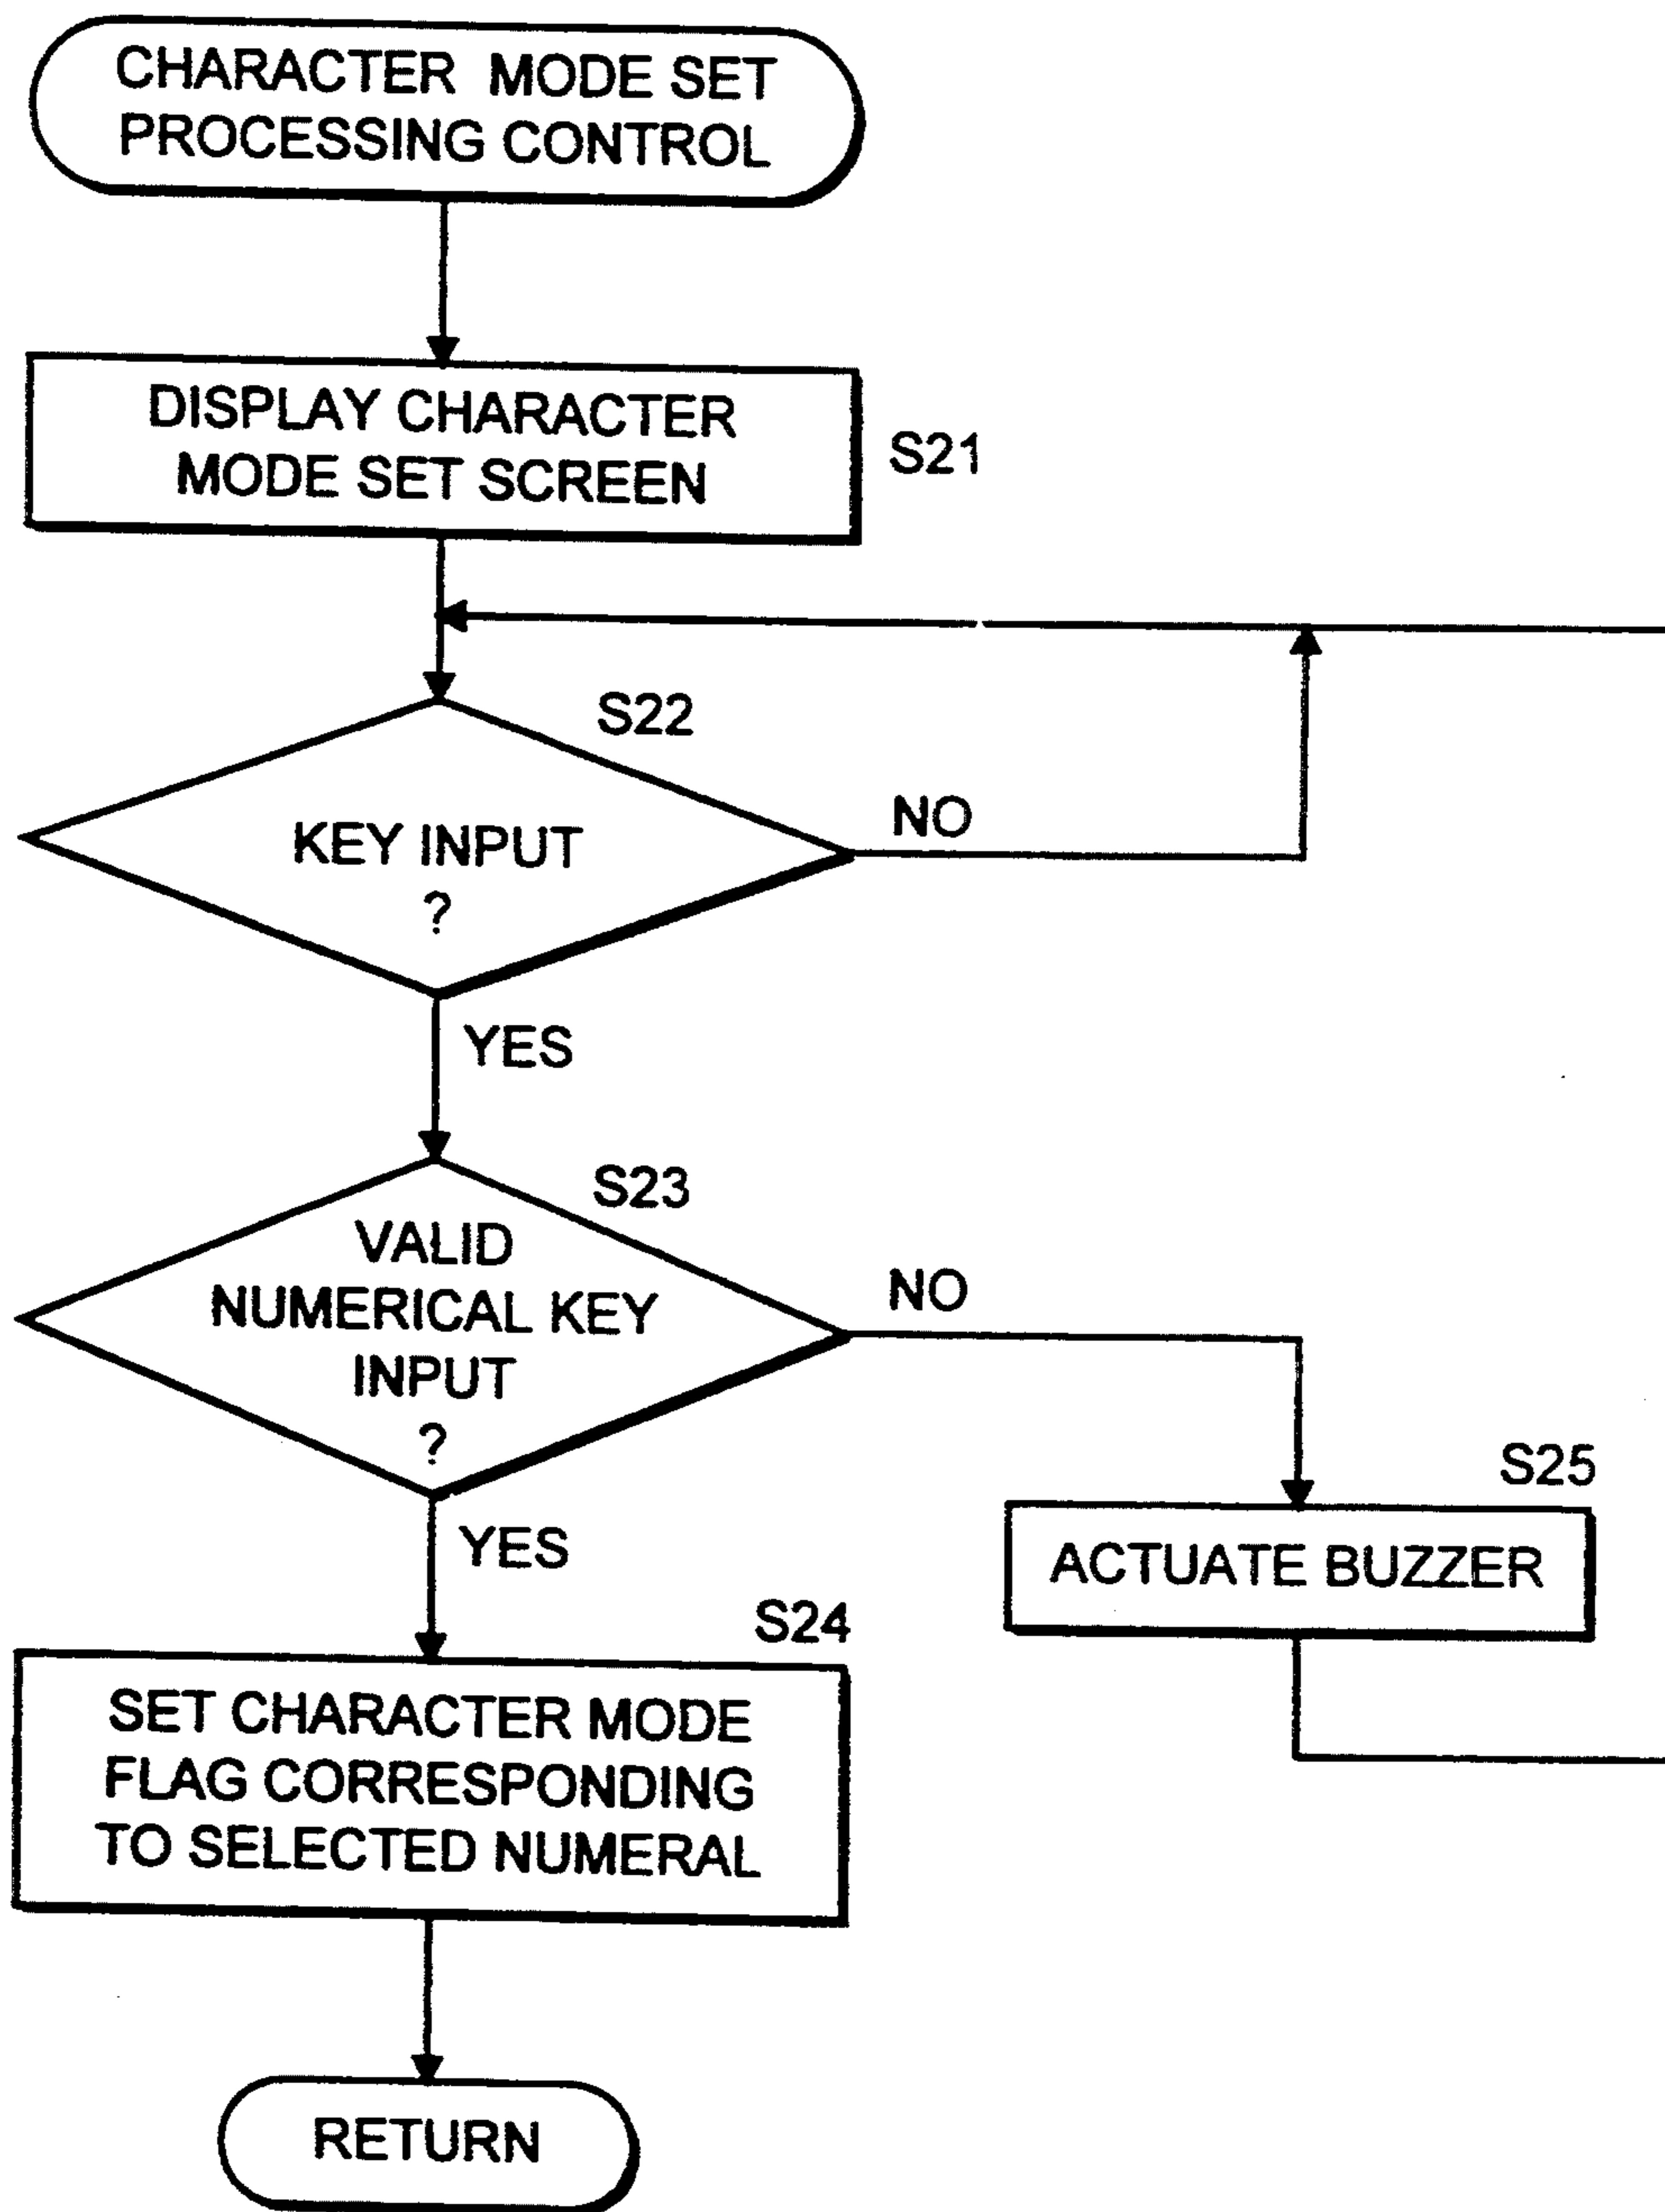 CHARACTER MODE SET
PROCESSING CONTROL
DISPLAY CHARACTER
MODE SET SCREEN
S21
S22
KEY INPUT
?
NO
YES
S23
VALID
NUMERICAL KEY
INPUT
?
NO
YES
S25
ACTUATE BUZZER
S24
SET CHARACTER MODE
FLAG CORRESPONDING
TO SELECTED NUMERAL
RETURN